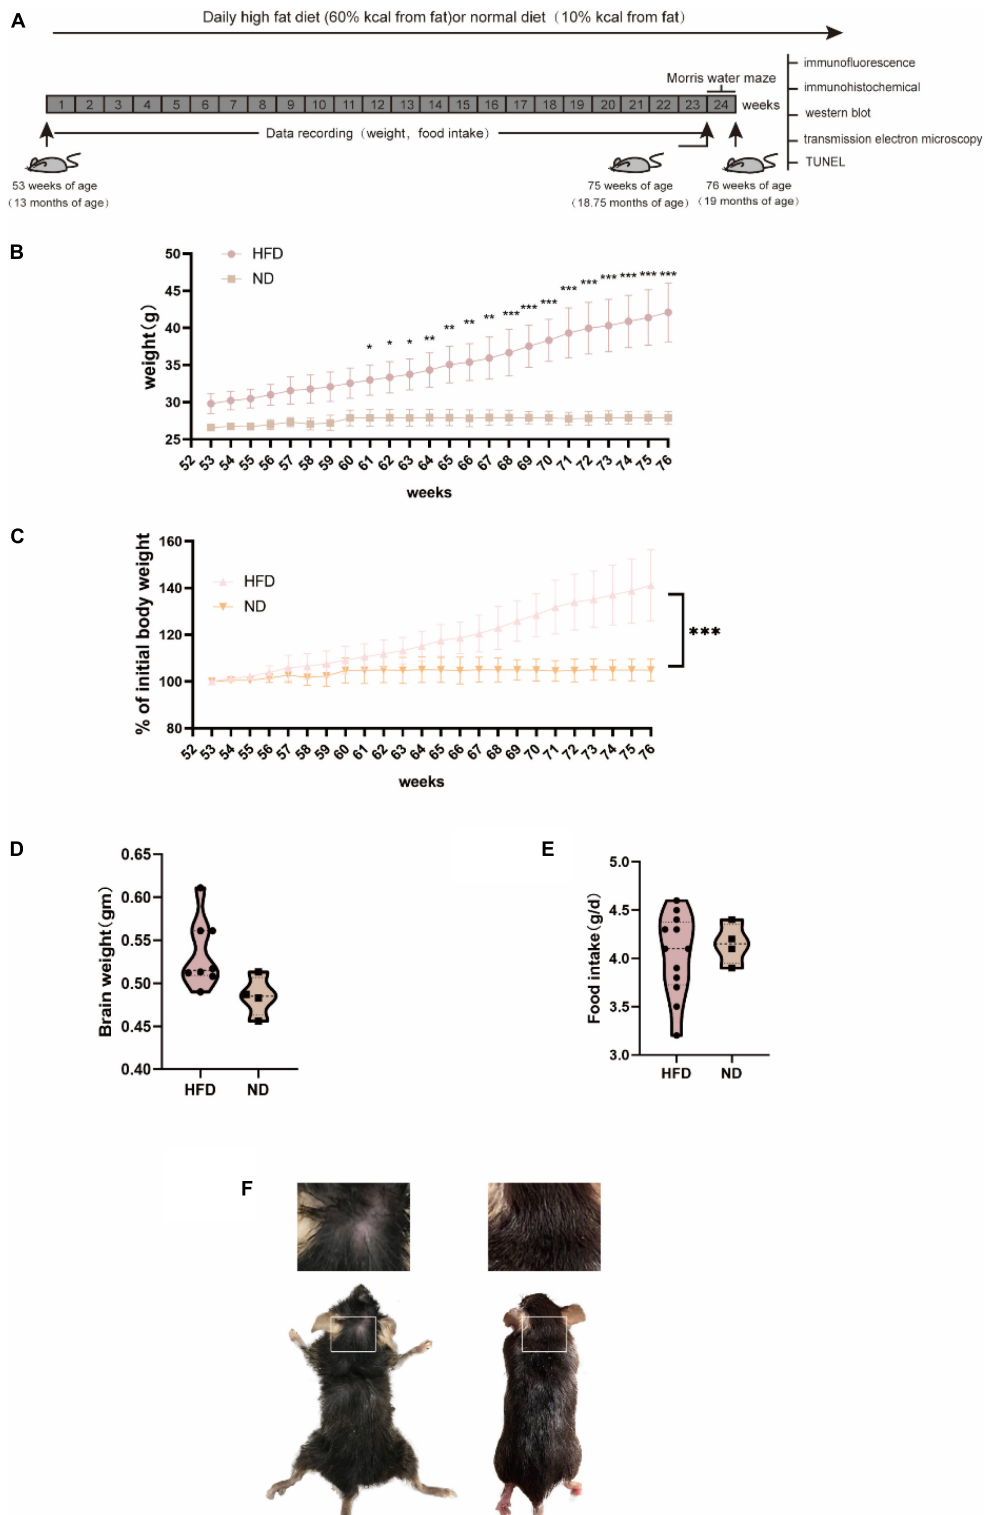 A
Daily high fat diet (60% kcal from fat)or normal diet（10% kcal from fat）
Morris water maze
1 2 3 4 5 6 7 8 9 10 11 12 13 14 15 16 17 18 19 20 21 22 23 24 weeks
Data recording (weight，food intake)
53 weeks of age
（13 months of age）
75 weeks of age
（18.75 months of age）
76 weeks of age
（19 months of age）
immunofluorescence
immunohistochemical
western blot
transmission electron microscopy
TUNEL
B
HFD
ND
weight（g）
50
45
40
35
30
25
* * * ** ** ** ** *** *** *** *** *** *** *** *** ***
52 53 54 55 56 57 58 59 60 61 62 63 64 65 66 67 68 69 70 71 72 73 74 75 76
weeks
C
HFD
ND
% of initial body weight
160
140
120
100
80
***
52 53 54 55 56 57 58 59 60 61 62 63 64 65 66 67 68 69 70 71 72 73 74 75 76
weeks
D
Brain weight（gm）
0.65
0.60
0.55
0.50
0.45
0.40
HFD ND
E
Food intake（g/d）
5.0
4.5
4.0
3.5
3.0
HFD ND
F